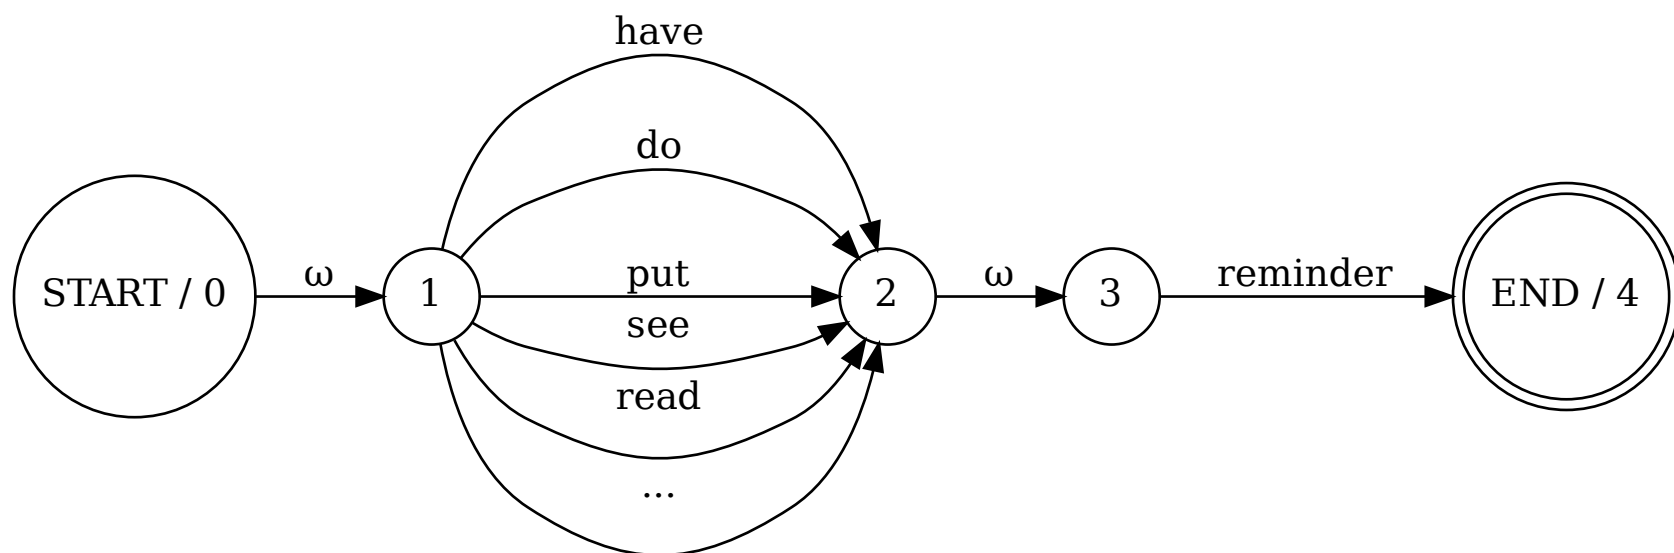 have
do
START / 0 ω 1 put 2 ω 3 reminder END / 4
see
read
...